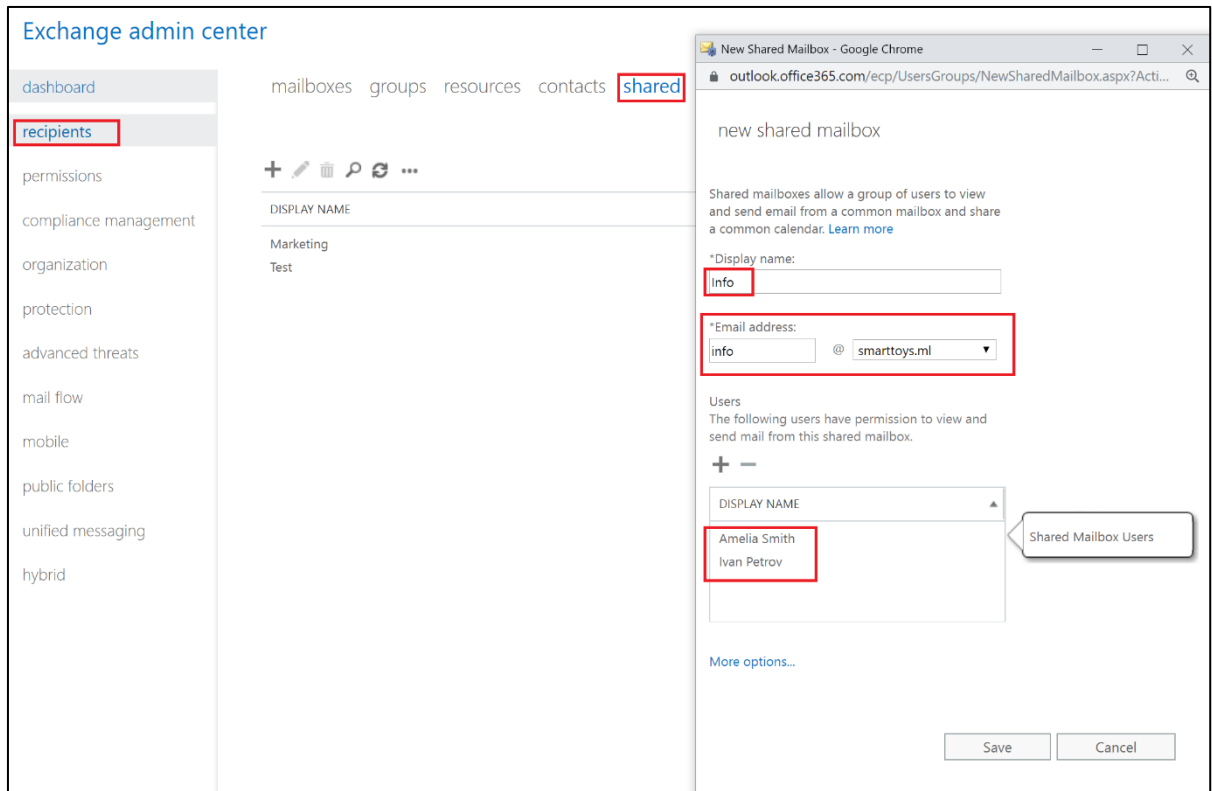 Exchange admin center
dashboard
recipients
permissions
compliance management
organization
protection
advanced threats
mail flow
mobile
public folders
unified messaging
hybrid
mailboxes groups resources contacts shared
DISPLAY NAME
Marketing
Test
New Shared Mailbox - Google Chrome
outlook.office365.com/ecp/UsersGroups/NewSharedMailbox.aspx?Acti...
new shared mailbox
Shared mailboxes allow a group of users to view
and send email from a common mailbox and share
a common calendar. Learn more
*Display name:
Info
*Email address:
info @ smarttoys.ml
Users
The following users have permission to view and
send mail from this shared mailbox.
DISPLAY NAME
Amelia Smith
Ivan Petrov
Shared Mailbox Users
More options...
Save Cancel